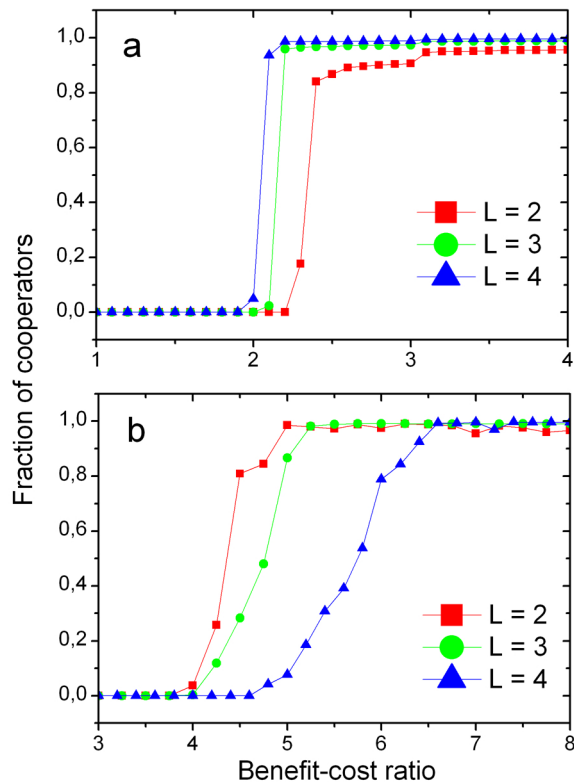 a
1,0
0,8
0,6
0,4
0,2
0,0
L = 2
L = 3
L = 4
1 2 3 4
Fraction of cooperators
b
1,0
0,8
0,6
0,4
0,2
0,0
L = 2
L = 3
L = 4
3 4 5 6 7 8
Benefit-cost ratio